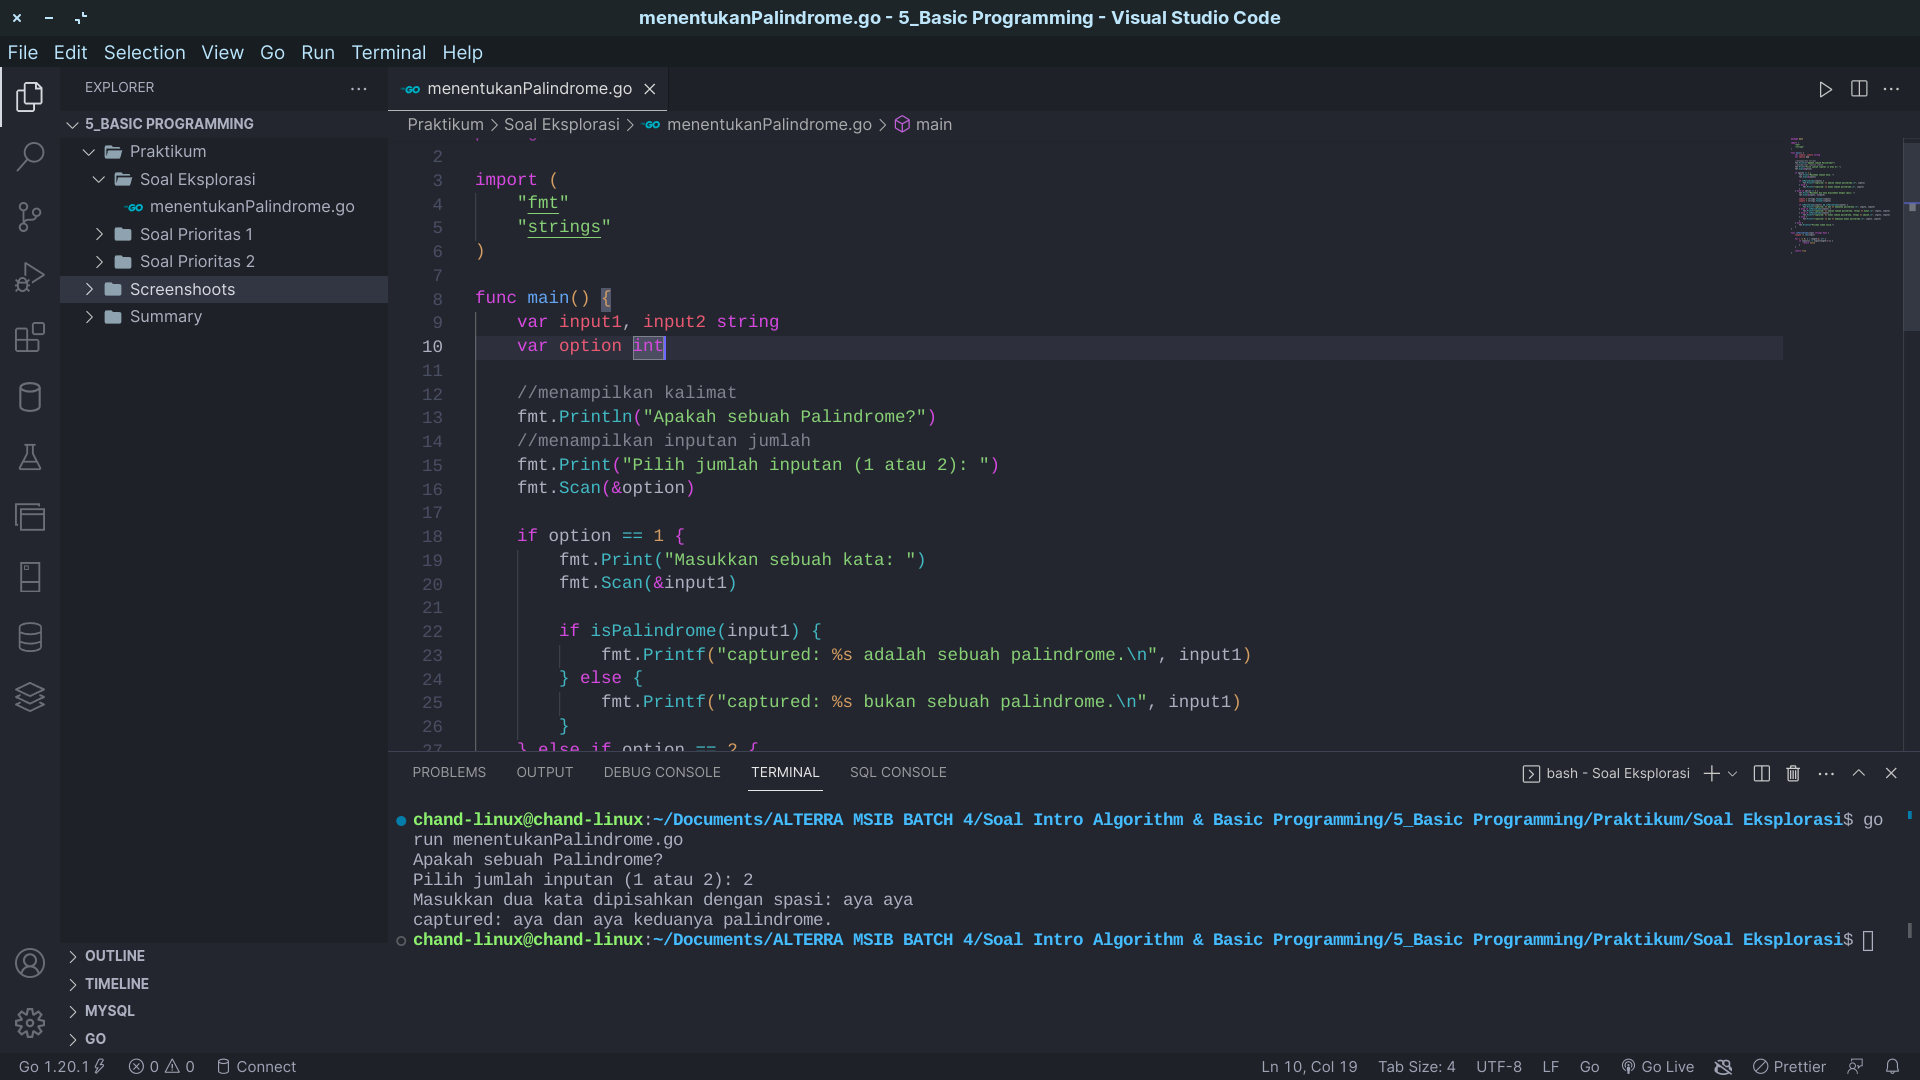 menentukanPalindrome.go - 5_Basic Programming - Visual Studio Code
File Edit Selection View Go Run Terminal Help
EXPLORER
5_BASIC PROGRAMMING
Praktikum
Soal Eksplorasi
menentukanPalindrome.go
Soal Prioritas 1
Soal Prioritas 2
Screenshoots
Summary
OUTLINE
TIMELINE
MYSQL
GO
menentukanPalindrome.go
Praktikum > Soal Eksplorasi > menentukanPalindrome.go > main
2
3 import (
4 "fmt"
5 "strings"
6 )
7
8 func main() {
9 var input1, input2 string
10 var option int
11
12 //menampilkan kalimat
13 fmt.Println("Apakah sebuah Palindrome?")
14 //menampilkan inputan jumlah
15 fmt.Print("Pilih jumlah inputan (1 atau 2): ")
16 fmt.Scan(&option)
17
18 if option == 1 {
19 fmt.Print("Masukkan sebuah kata: ")
20 fmt.Scan(&input1)
21
22 if isPalindrome(input1) {
23 fmt.Printf("captured: %s adalah sebuah palindrome.\n", input1)
24 } else {
25 fmt.Printf("captured: %s bukan sebuah palindrome.\n", input1)
26 }
27 } else if option == 2 {
PROBLEMS OUTPUT DEBUG CONSOLE TERMINAL SQL CONSOLE
bash - Soal Eksplorasi
chand-linux@chand-linux:~/Documents/ALTERRA MSIB BATCH 4/Soal Intro Algorithm & Basic Programming/5_Basic Programming/Praktikum/Soal Eksplorasi$ go
run menentukanPalindrome.go
Apakah sebuah Palindrome?
Pilih jumlah inputan (1 atau 2): 2
Masukkan dua kata dipisahkan dengan spasi: aya aya
captured: aya dan aya keduanya palindrome.
chand-linux@chand-linux:~/Documents/ALTERRA MSIB BATCH 4/Soal Intro Algorithm & Basic Programming/5_Basic Programming/Praktikum/Soal Eksplorasi$
Go 1.20.1 0 0 Connect Ln 10, Col 19 Tab Size: 4 UTF-8 LF Go Go Live Prettier